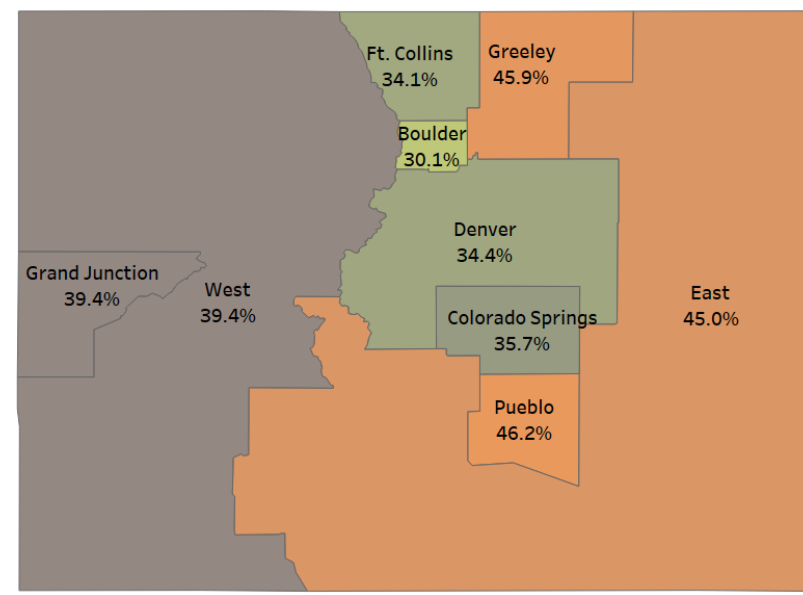 Ft. Collins
34.1%
Greeley
45.9%
Boulder
30.1%
Denver
34.4%
Grand Junction
39.4%
West
39.4%
East
45.0%
Colorado Springs
35.7%
Pueblo
46.2%